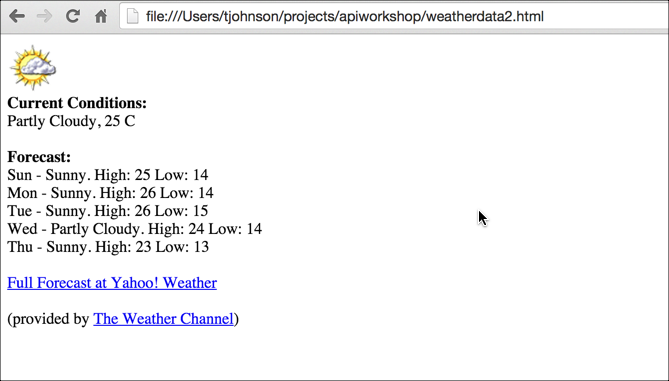 file:///Users/tjohnson/projects/apiworkshop/weatherdata2.html
Current Conditions:
Partly Cloudy, 25 C
Forecast:
Sun - Sunny. High: 25 Low: 14
Mon - Sunny. High: 26 Low: 14
Tue - Sunny. High: 26 Low: 15
Wed - Partly Cloudy. High: 24 Low: 14
Thu - Sunny. High: 23 Low: 13
Full Forecast at Yahoo! Weather
(provided by The Weather Channel)